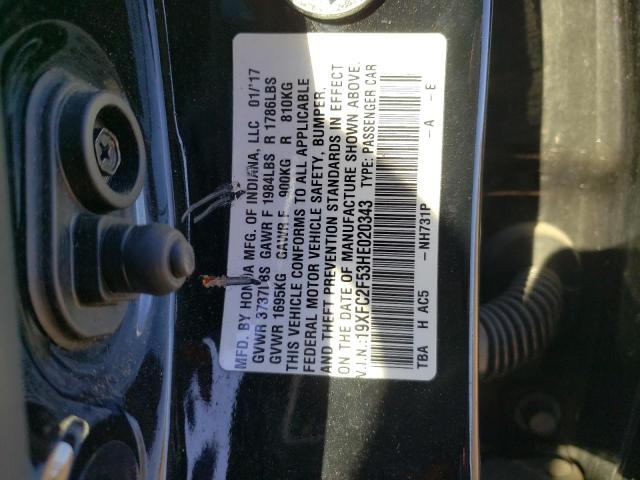 MFD. BY HONDA MFG. OF INDIANA, LLC 01/'17
GVWR 3737LBS GAWR F 1984LBS R 1786LBS
GVWR 1695KG GAWR F 900KG R 810KG
THIS VEHICLE CONFORMS TO ALL APPLICABLE
FEDERAL MOTOR VEHICLE SAFETY, BUMPER,
AND THEFT PREVENTION STANDARDS IN EFFECT
ON THE DATE OF MANUFACTURE SHOWN ABOVE.
V.I.N.:19XFC2F53HE020343 TYPE: PASSENGER CAR
TBA H AC5 -NH731P -A -E